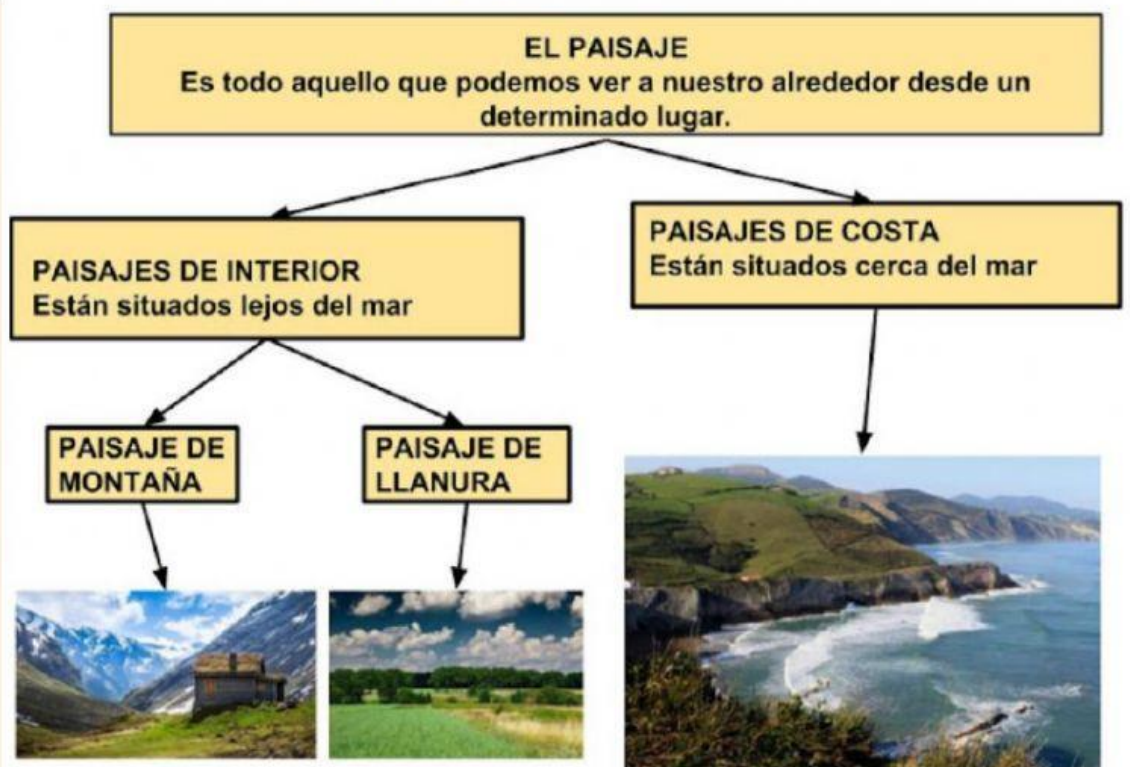 EL PAISAJE
Es todo aquello que podemos ver a nuestro alrededor desde un
determinado lugar.
PAISAJES DE INTERIOR
Están situados lejos del mar
PAISAJES DE COSTA
Están situados cerca del mar
PAISAJE DE
MONTAÑA
PAISAJE DE
LLANURA